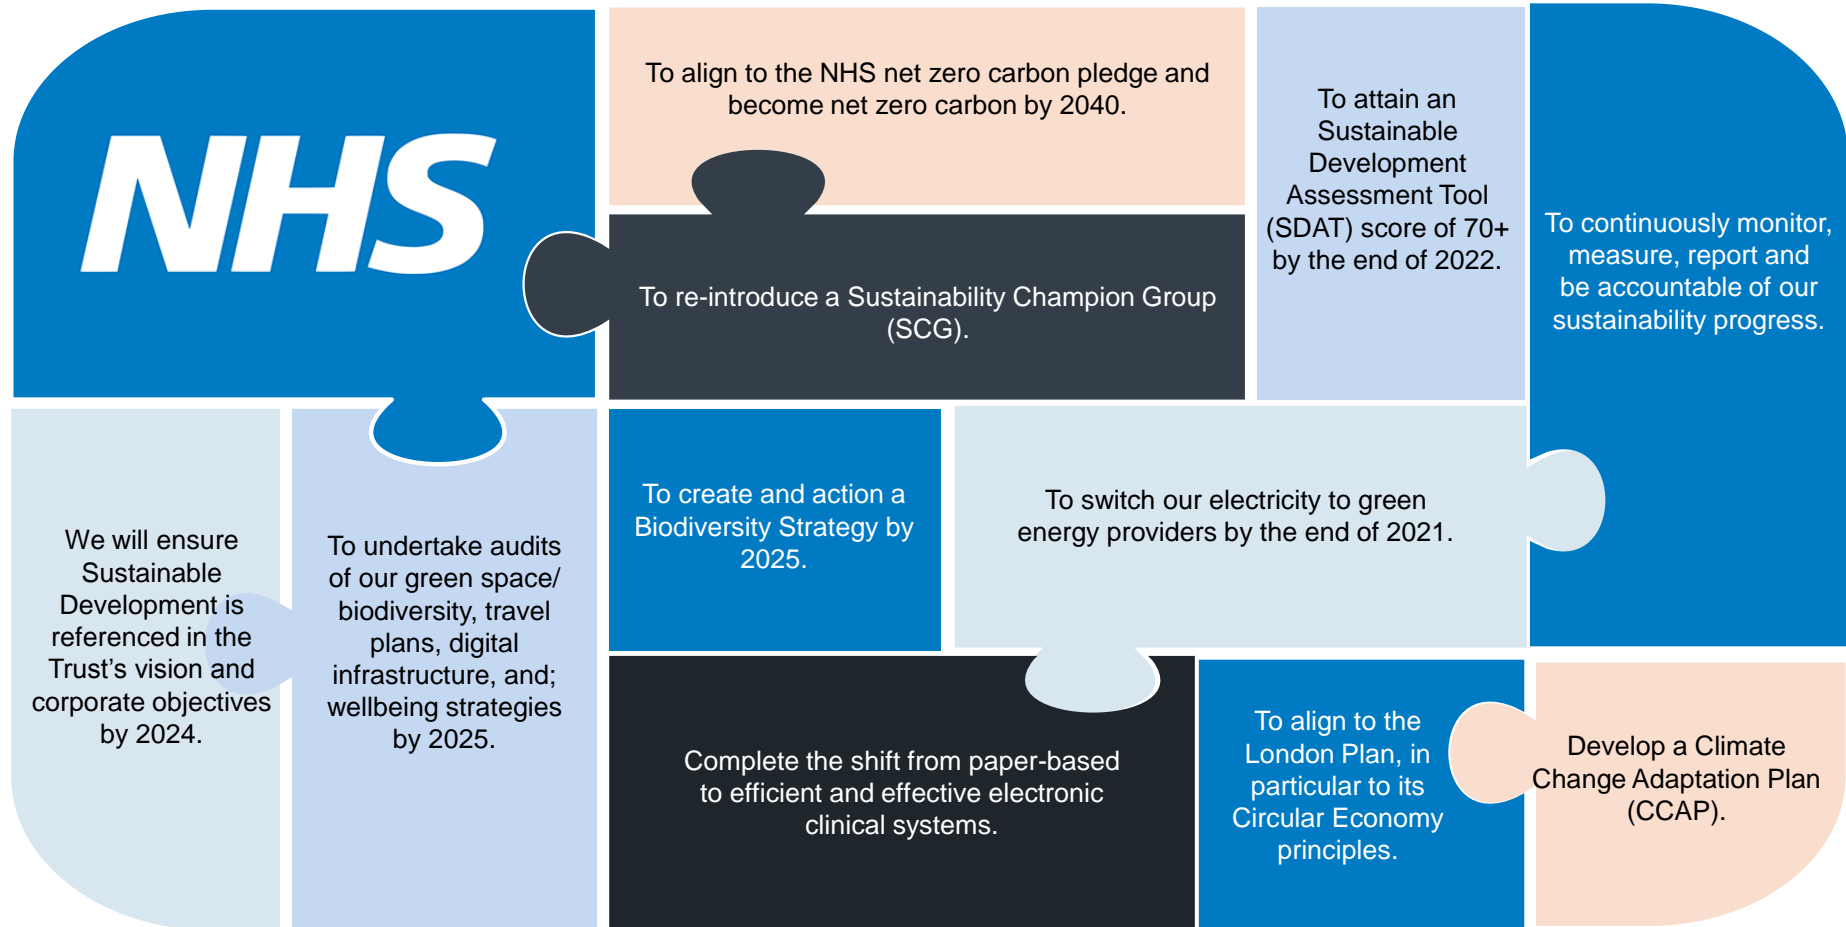 NHS
To align to the NHS net zero carbon pledge and
become net zero carbon by 2040.
To re-introduce a Sustainability Champion Group
(SCG).
To attain an
Sustainable
Development
Assessment Tool
(SDAT) score of 70+
by the end of 2022.
To continuously monitor,
measure, report and
be accountable of our
sustainability progress.
We will ensure
Sustainable
Development is
referenced in the
Trust’s vision and
corporate objectives
by 2024.
To undertake audits
of our green space/
biodiversity, travel
plans, digital
infrastructure, and;
wellbeing strategies
by 2025.
To create and action a
Biodiversity Strategy by
2025.
To switch our electricity to green
energy providers by the end of 2021.
Complete the shift from paper-based
to efficient and effective electronic
clinical systems.
To align to the
London Plan, in
particular to its
Circular Economy
principles.
Develop a Climate
Change Adaptation Plan
(CCAP).